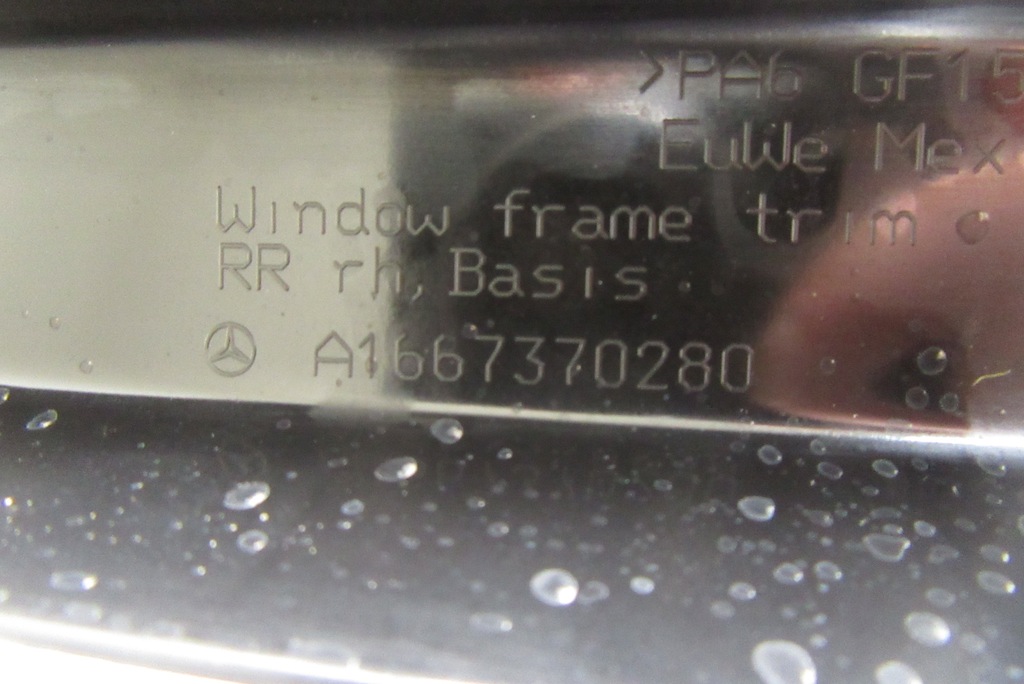 >PA6 GF15
EuWe Mex
Window frame trim
RR rh, Basis
A1667370280